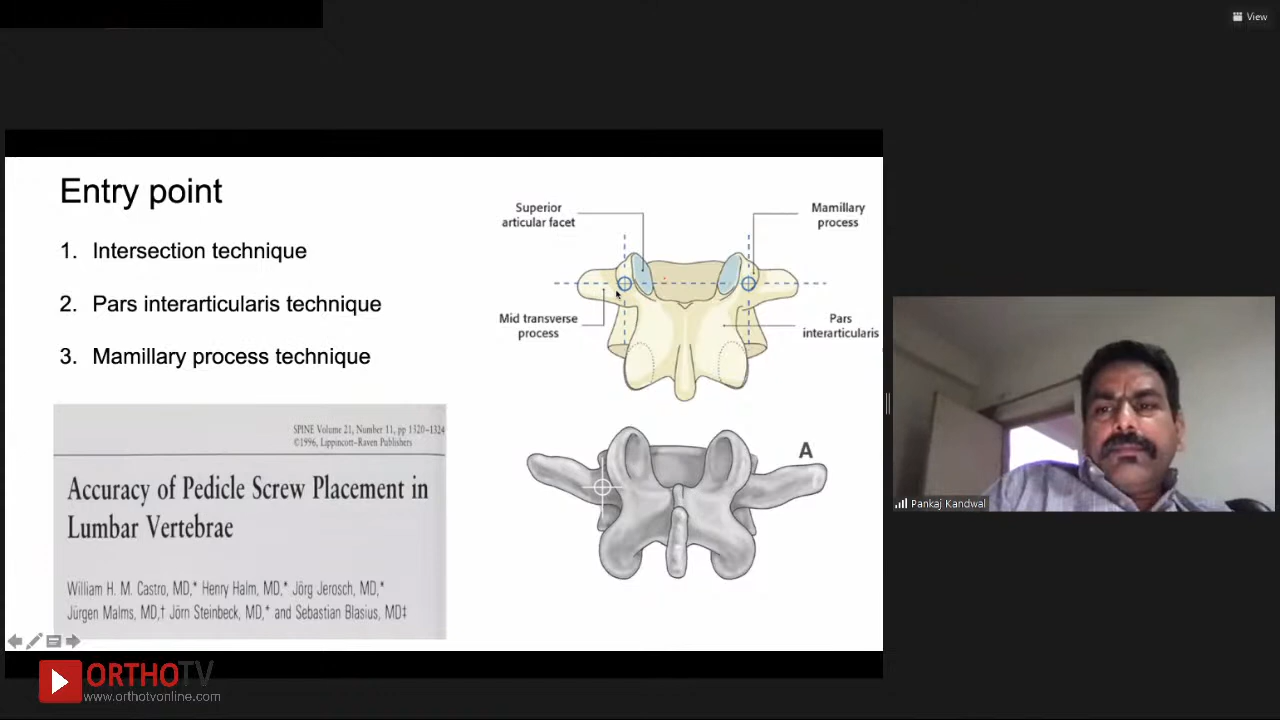 View
Entry point
1. Intersection technique
2. Pars interarticularis technique
3. Mamillary process technique
Superior
articular facet
Mamillary
process
Mid transverse
process
Pars
interarticularis
SPINE Volume 21, Number 11, pp 1320–1324
©1996, Lippincott-Raven Publishers
Accuracy of Pedicle Screw Placement in
Lumbar Vertebrae
William H. M. Castro, MD,* Henry Halm, MD,* Jörg Jerosch, MD,*
Jürgen Malms, MD,† Jörn Steinbeck, MD,* and Sebastian Blasius, MD‡
A
Pankaj Kandwal
ORTHOTV
www.orthotvonline.com